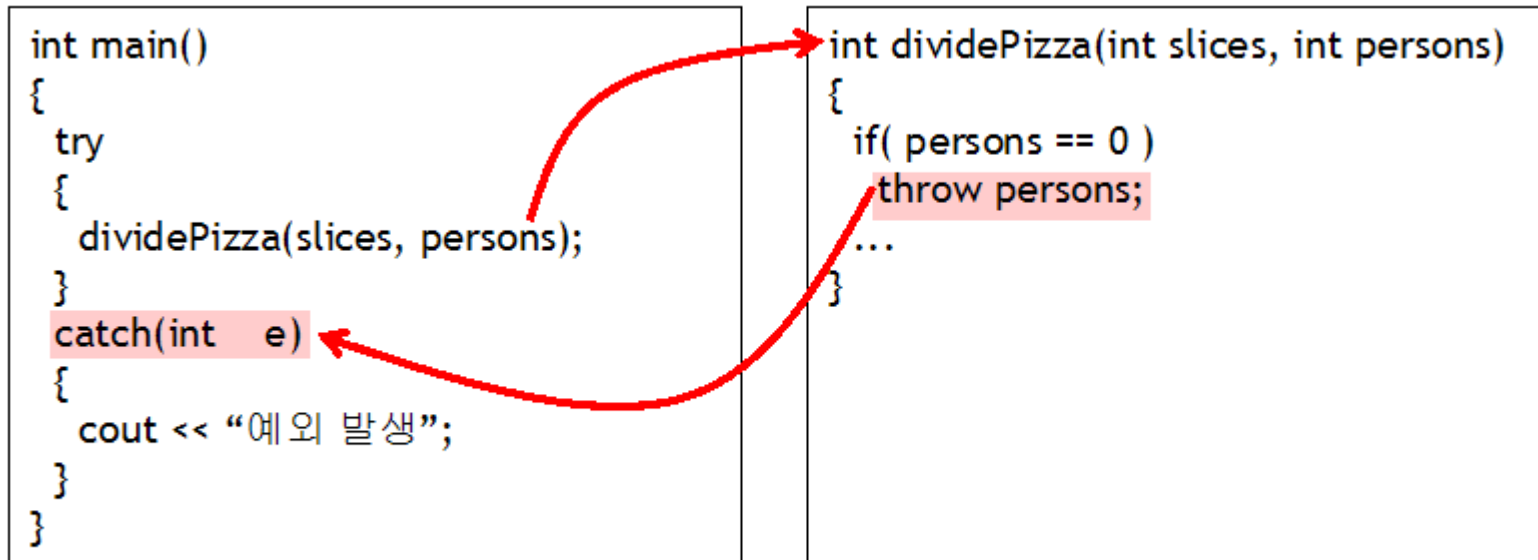 int main()
{
try
{
dividePizza(slices, persons);
}
catch(int e)
{
cout << “예외 발생”;
}
}
int dividePizza(int slices, int persons)
{
if( persons == 0 )
throw persons;
...
}